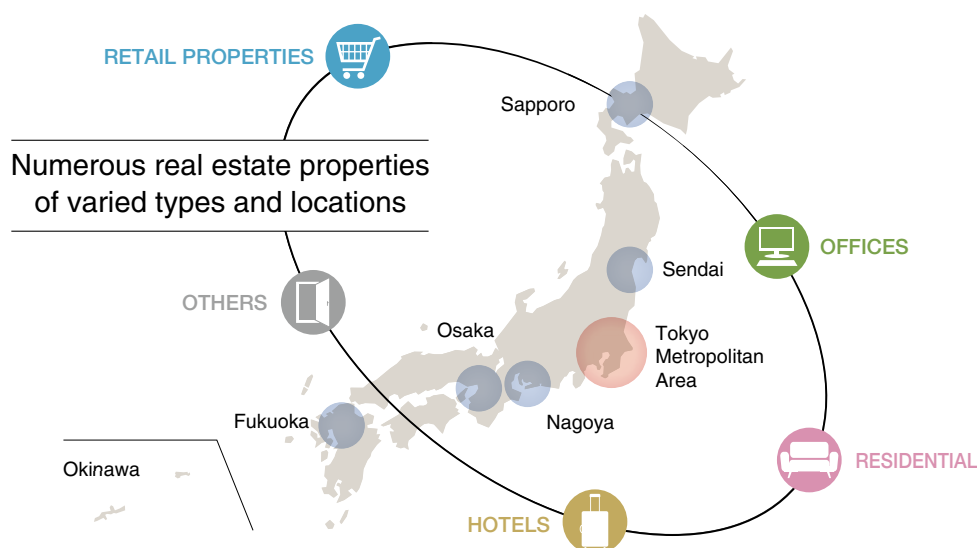 RETAIL PROPERTIES
Sapporo
Numerous real estate properties
of varied types and locations
OFFICES
Sendai
OTHERS
Osaka
Tokyo
Metropolitan
Area
Fukuoka
Nagoya
Okinawa
RESIDENTIAL
HOTELS